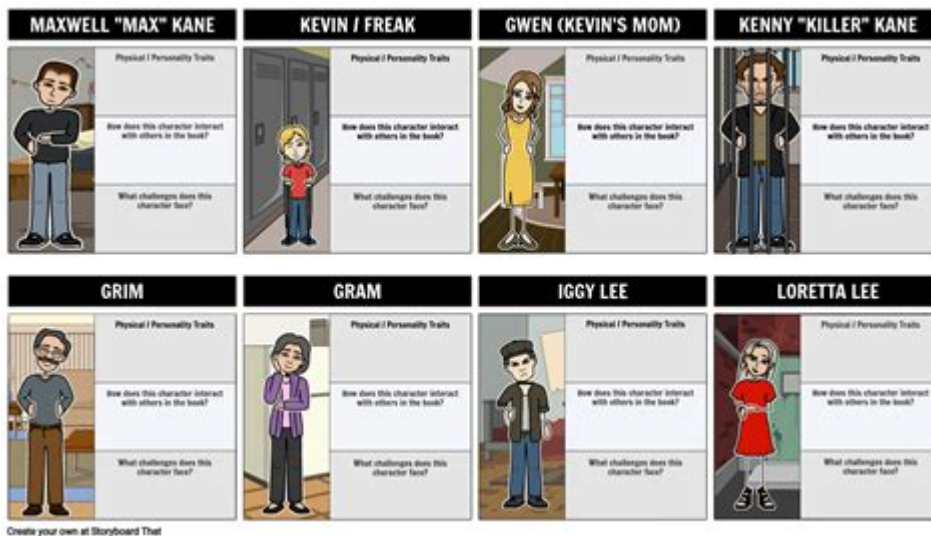 MAXWELL "MAX" KANE
Physical / Personality Traits
How does this character interact
with others in the book?
What challenges does this
character face?
KEVIN / FREAK
Physical / Personality Traits
How does this character interact
with others in the book?
What challenges does this
character face?
GWEN (KEVIN'S MOM)
Physical / Personality Traits
How does this character interact
with others in the book?
What challenges does this
character face?
KENNY "KILLER" KANE
Physical / Personality Traits
How does this character interact
with others in the book?
What challenges does this
character face?
GRIM
Physical / Personality Traits
How does this character interact
with others in the book?
What challenges does this
character face?
GRAM
Physical / Personality Traits
How does this character interact
with others in the book?
What challenges does this
character face?
IGGY LEE
Physical / Personality Traits
How does this character interact
with others in the book?
What challenges does this
character face?
LORETTA LEE
Physical / Personality Traits
How does this character interact
with others in the book?
What challenges does this
character face?
Create your own at Storyboard That